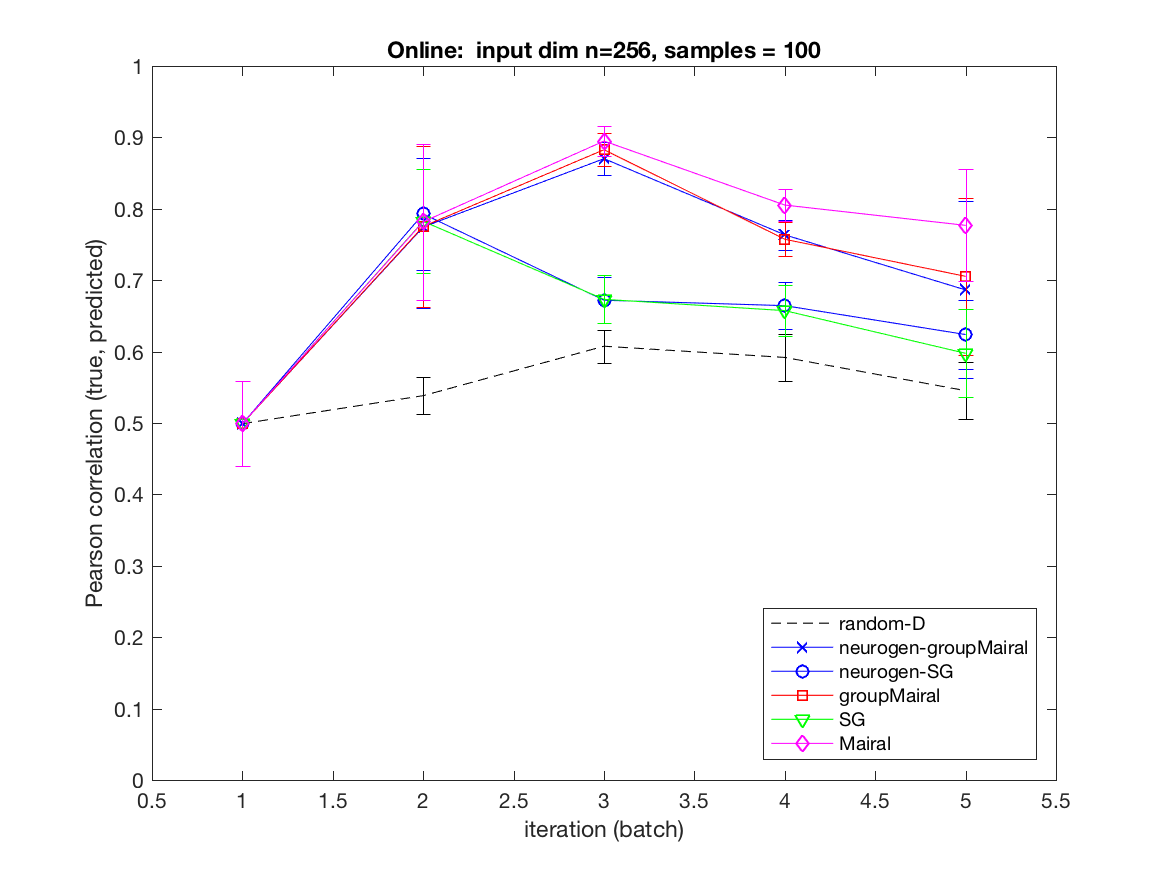 Online:  input dim n=256, samples = 100
1
0.9
0.8
0.7
0.6
0.5
0.4
0.3
0.2
0.1
0
Pearson correlation (true, predicted)
random-D
neurogen-groupMairal
neurogen-SG
groupMairal
SG
Mairal
0.5 1 1.5 2 2.5 3 3.5 4 4.5 5 5.5
iteration (batch)